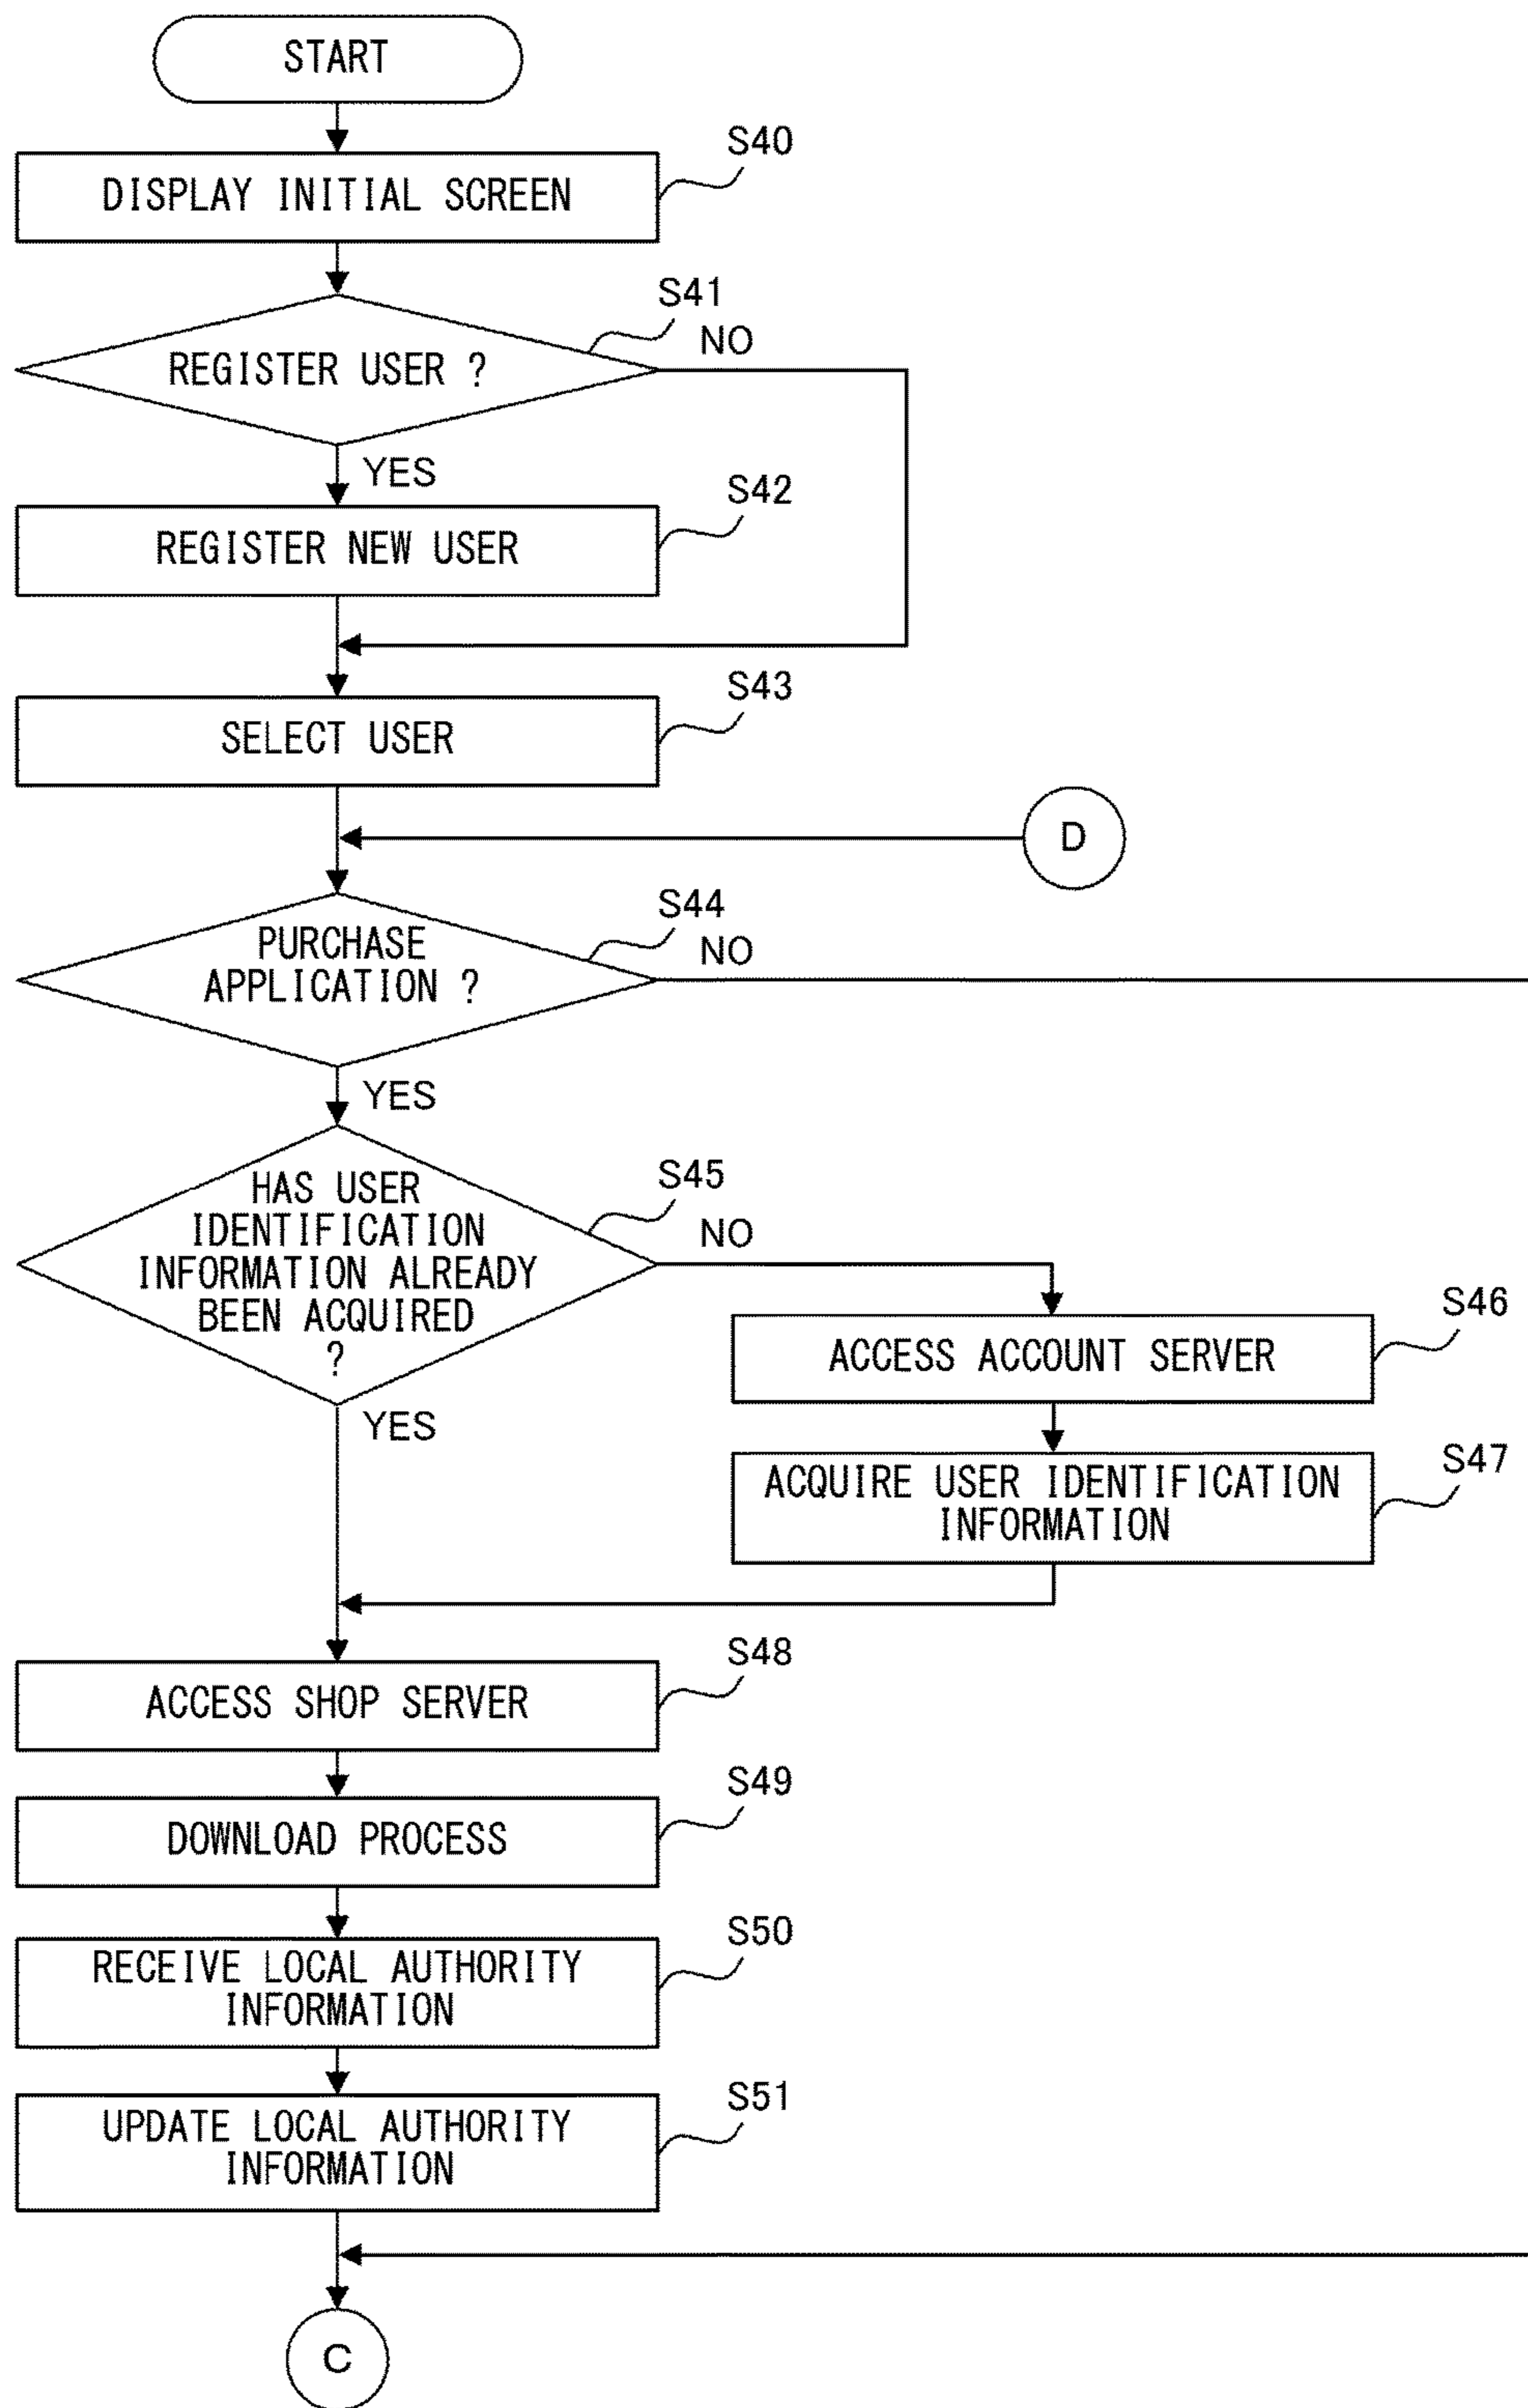 START
S40
DISPLAY INITIAL SCREEN
S41
NO
REGISTER USER ?
YES
S42
REGISTER NEW USER
S43
SELECT USER
D
S44
NO
PURCHASE
APPLICATION ?
YES
S45
NO
HAS USER
IDENTIFICATION
INFORMATION ALREADY
BEEN ACQUIRED
?
YES
S46
ACCESS ACCOUNT SERVER
S47
ACQUIRE USER IDENTIFICATION
INFORMATION
S48
ACCESS SHOP SERVER
S49
DOWNLOAD PROCESS
S50
RECEIVE LOCAL AUTHORITY
INFORMATION
S51
UPDATE LOCAL AUTHORITY
INFORMATION
C